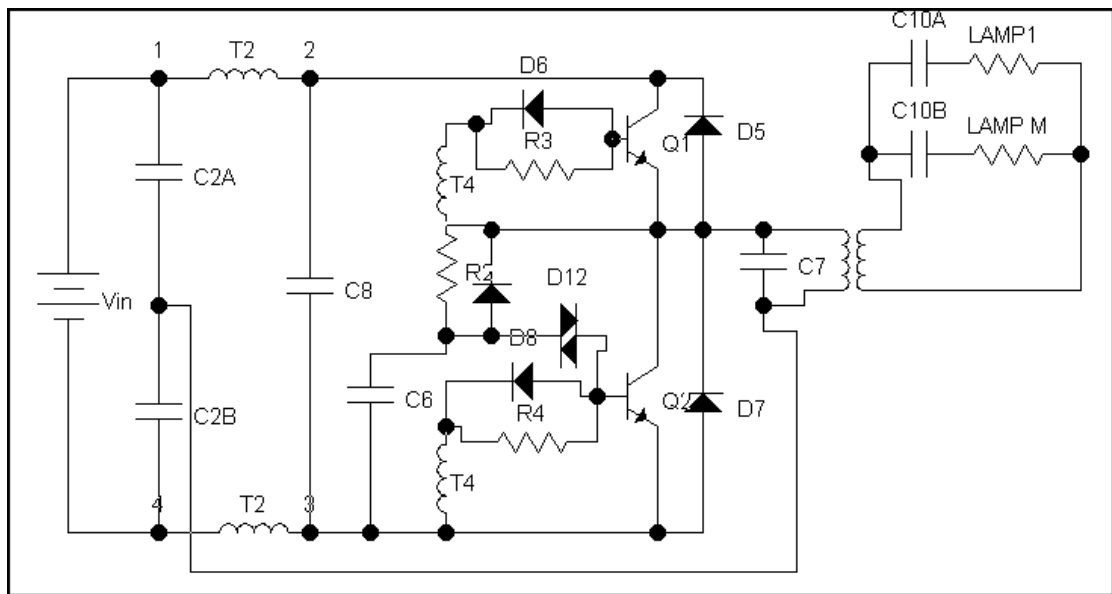 C10A
LAMP1
1
T2
2
D6
C10B
LAMP M
R3
Q1
D5
C2A
T4
R2
D12
C7
Vin
C8
D8
C6
R4
Q2
D7
C2B
T4
4
T2
3